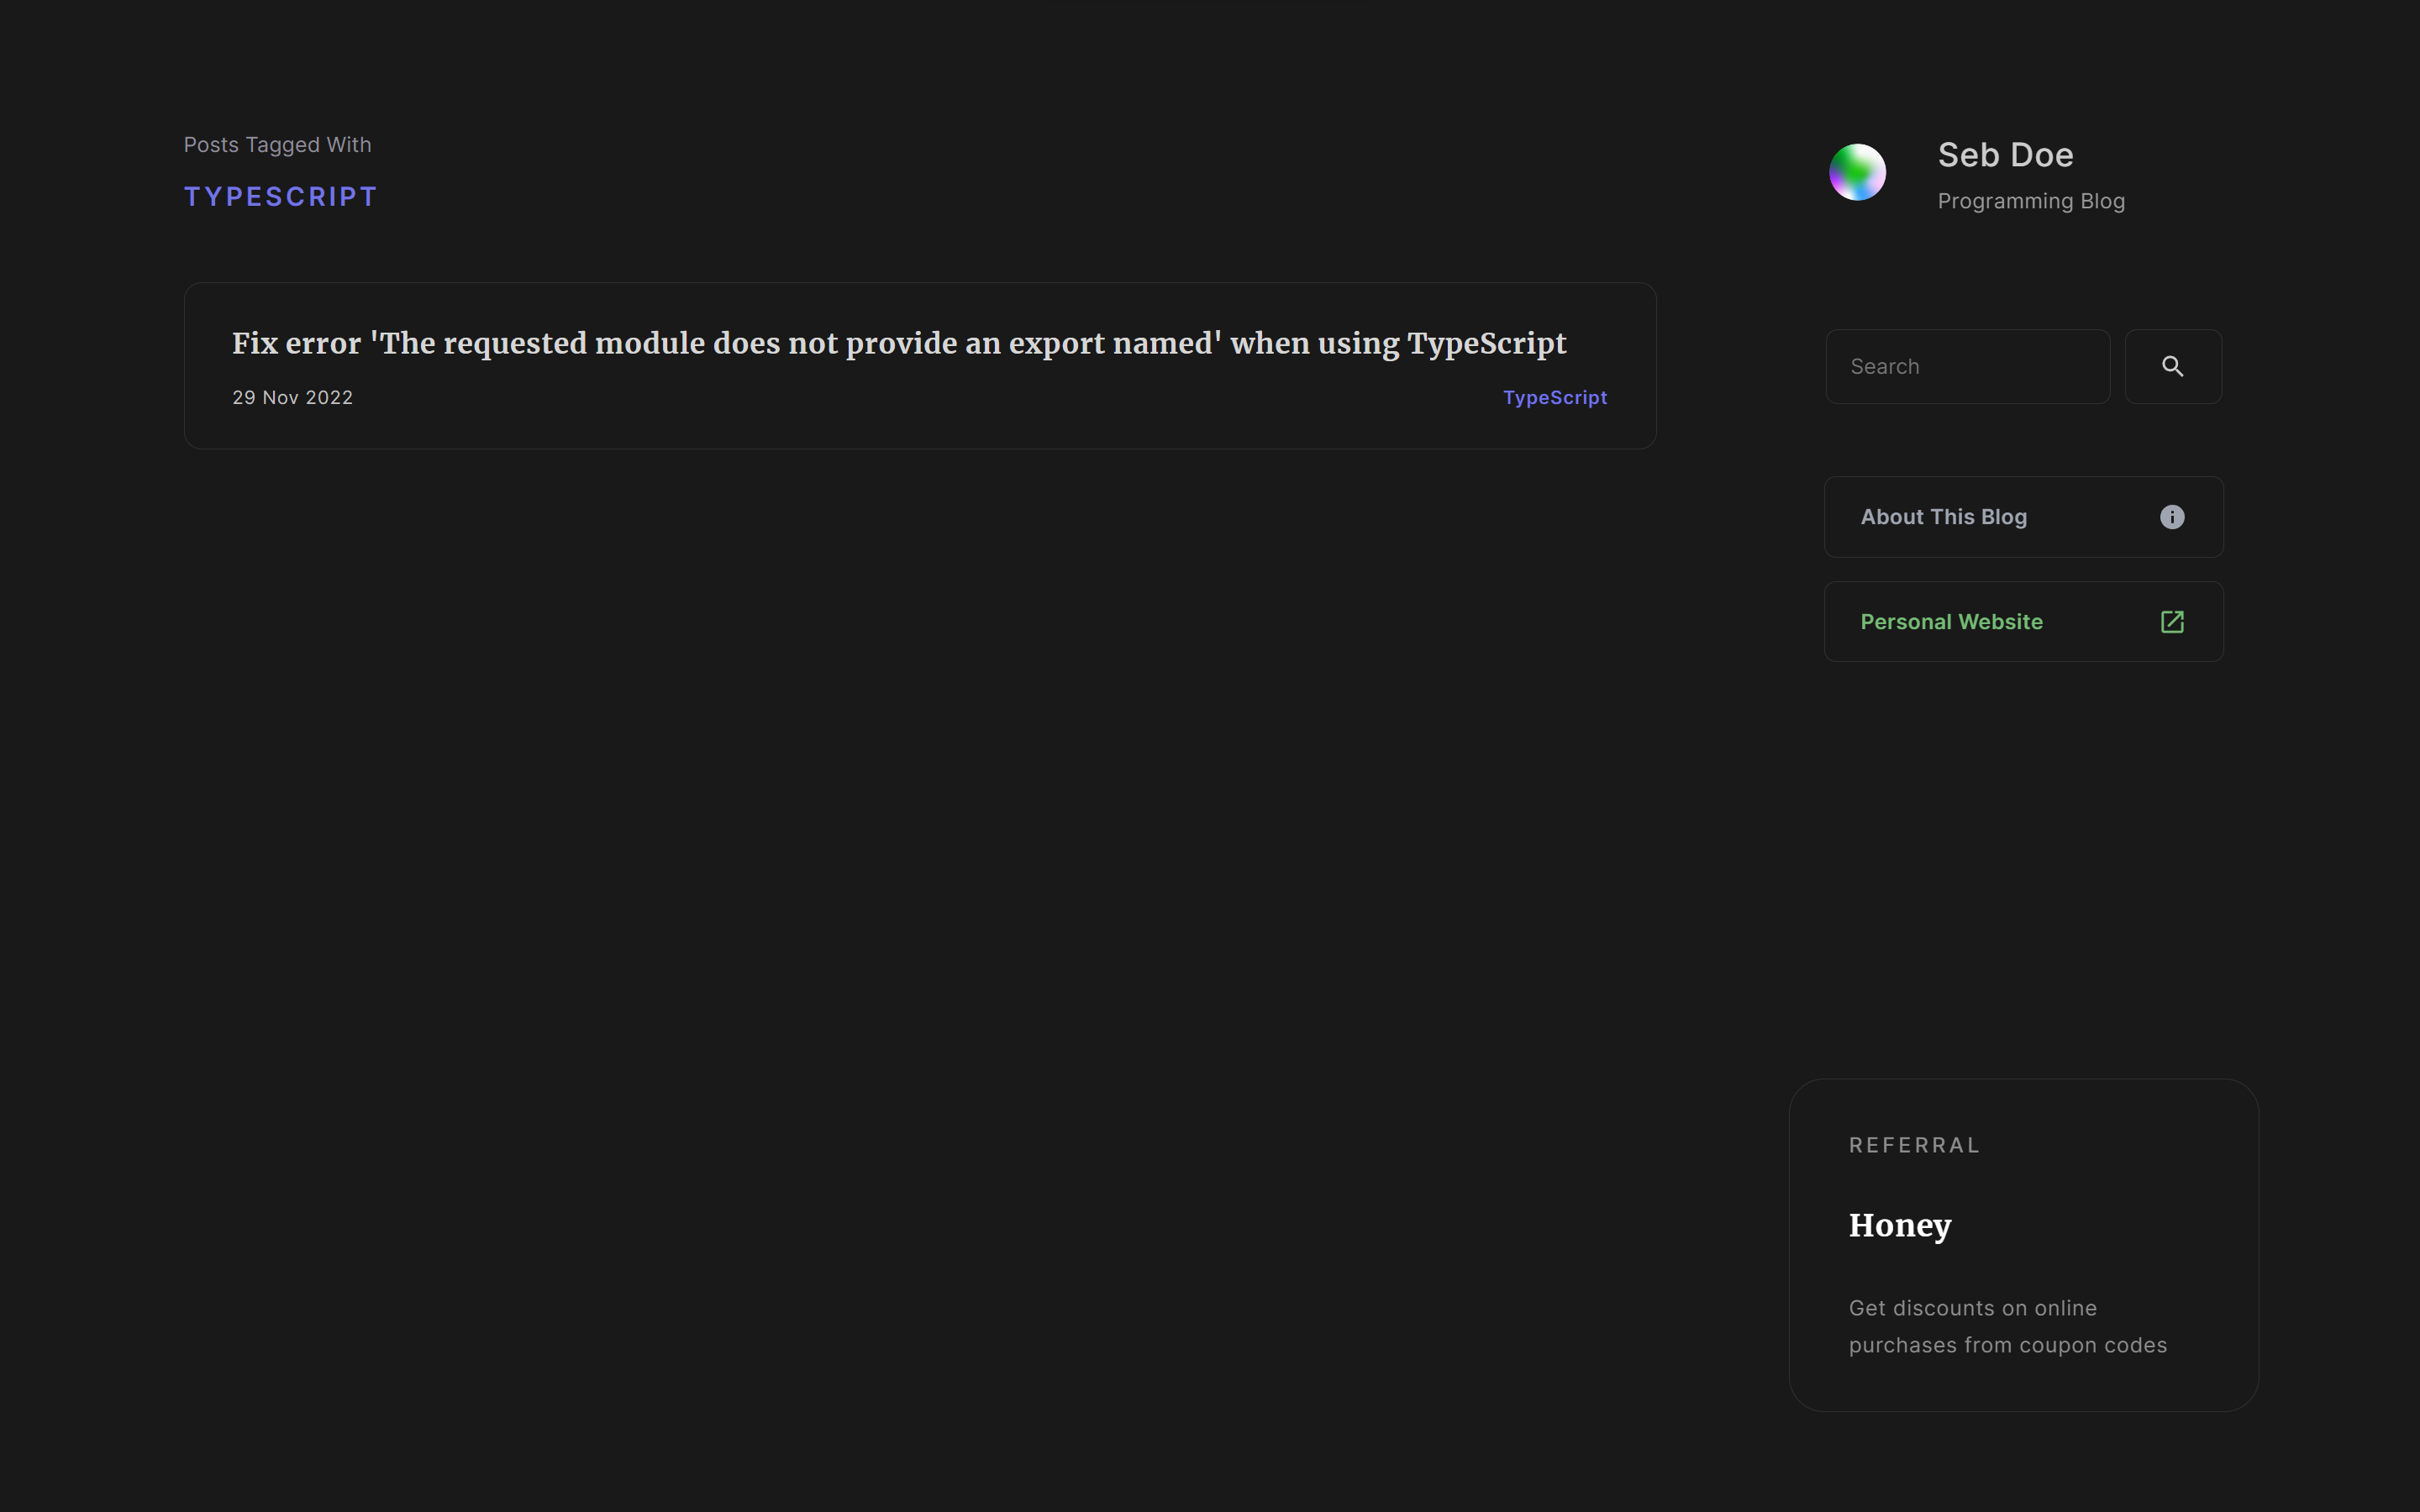 Posts Tagged With
TYPESCRIPT
Fix error 'The requested module does not provide an export named' when using TypeScript
29 Nov 2022
TypeScript
Seb Doe
Programming Blog
Search
About This Blog
Personal Website
REFERRAL
Honey
Get discounts on online
purchases from coupon codes